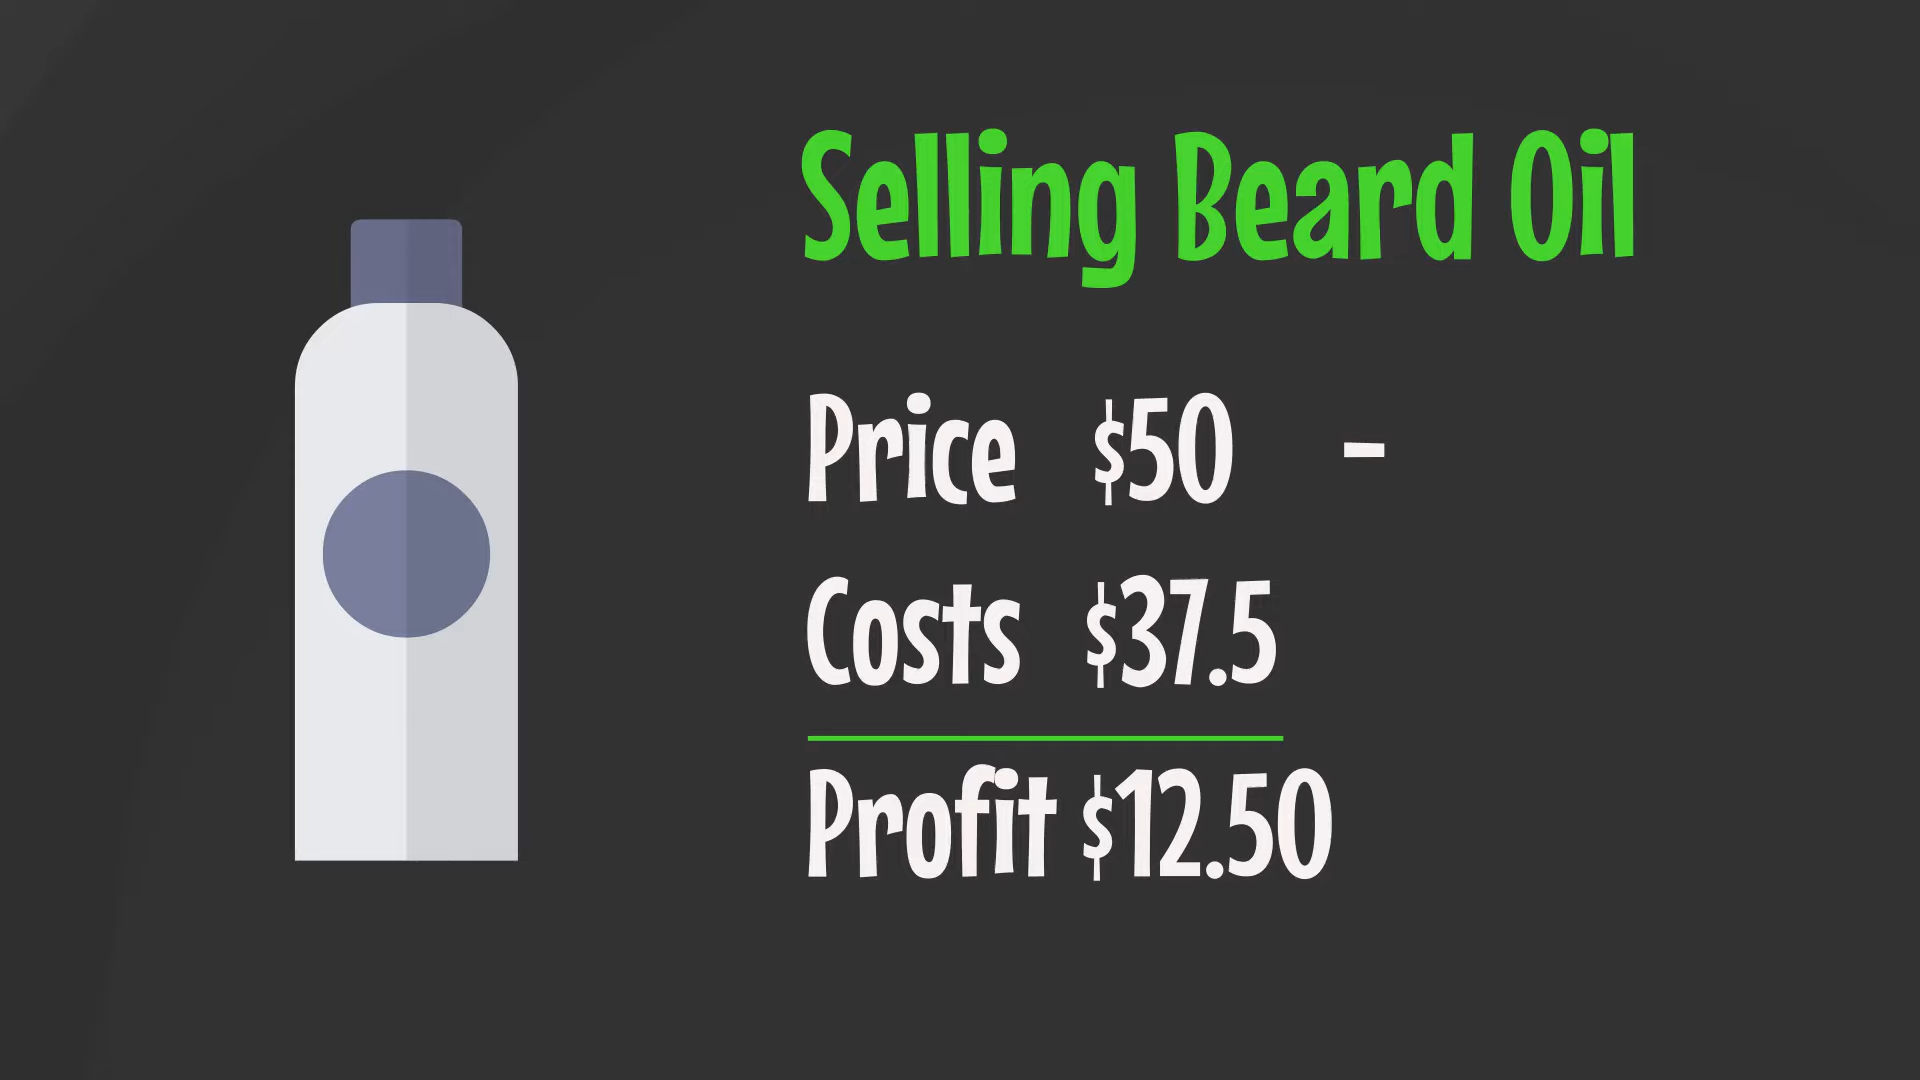 Selling Beard Oil
Price $50 -
Costs $37.5
Profit $12.50